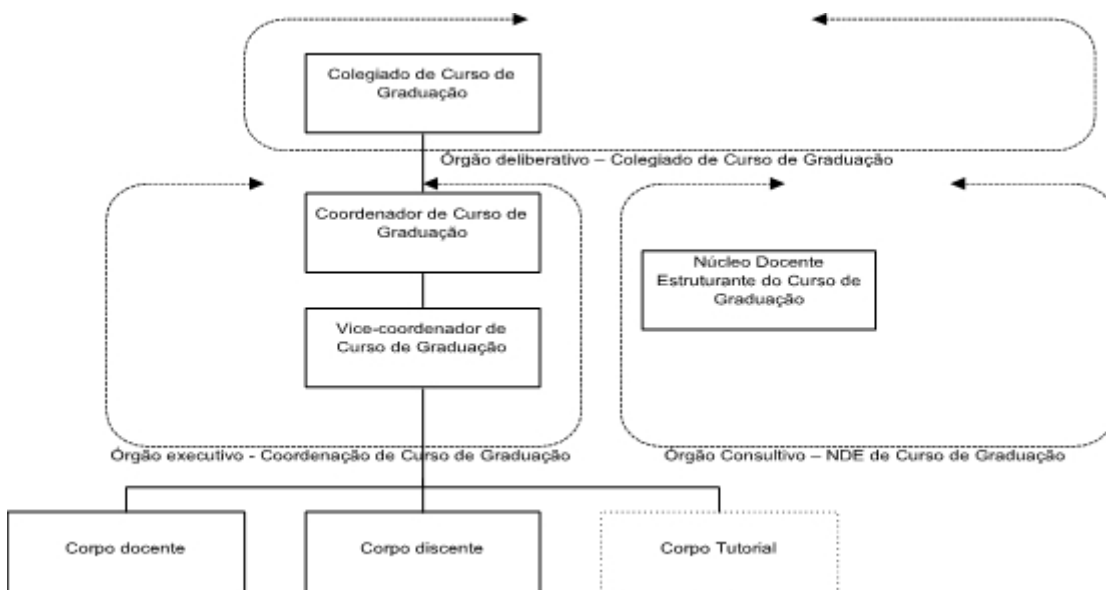 Colegiado de Curso de
Graduação
Órgão deliberativo – Colegiado de Curso de Graduação
Coordenador de Curso de
Graduação
Núcleo Docente
Estruturante do Curso de
Graduação
Vice-coordenador de
Curso de Graduação
Órgão executivo - Coordenação de Curso de Graduação
Órgão Consultivo – NDE de Curso de Graduação
Corpo docente
Corpo discente
Corpo Tutorial